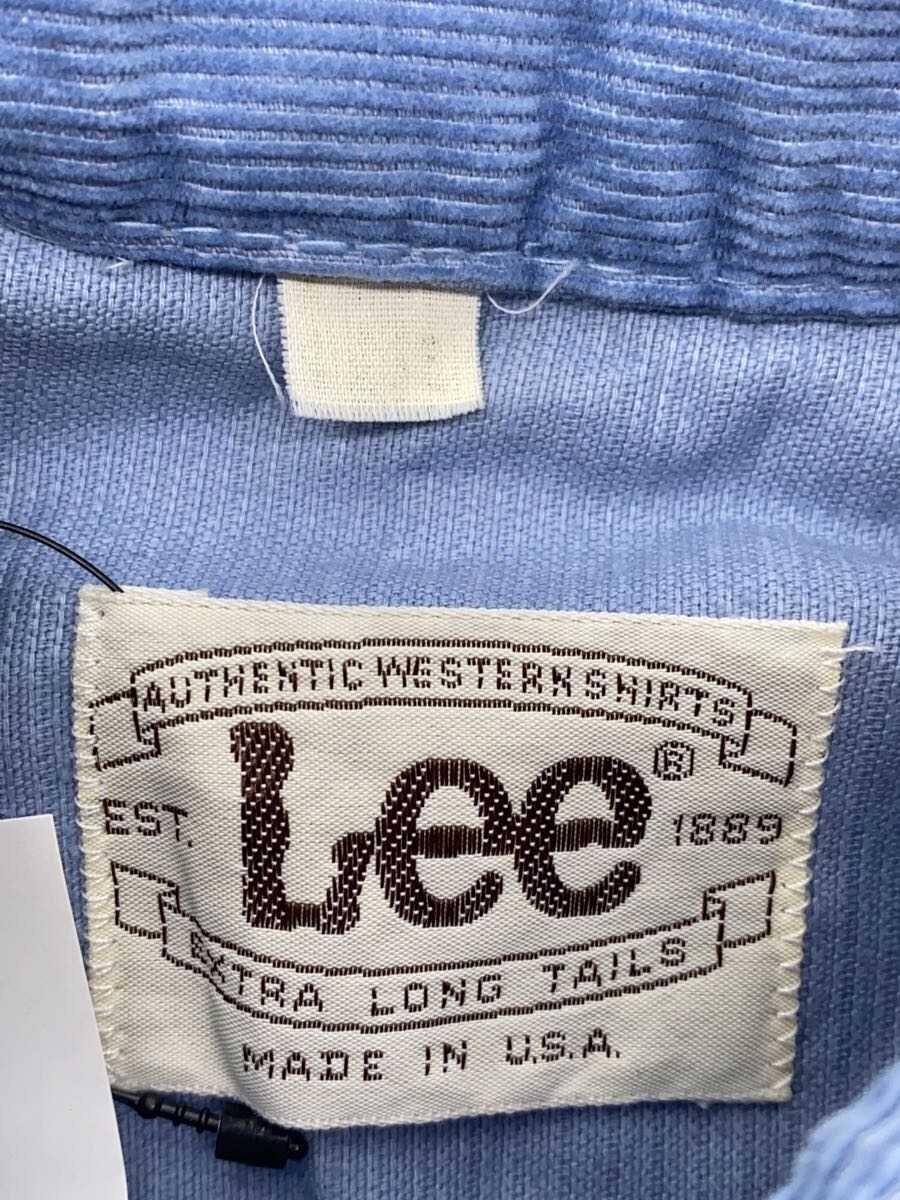 AUTHENTIC WESTERN SHIRTS
Lee®
EST. 1889
EXTRA LONG TAILS
MADE IN U.S.A.